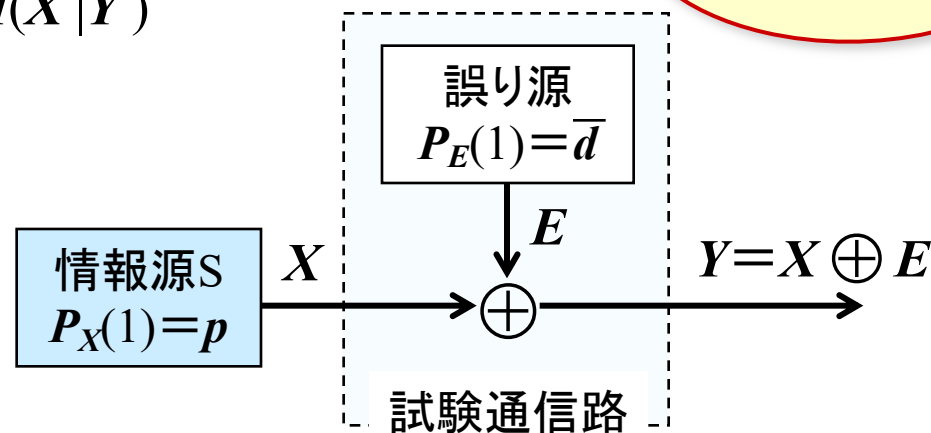 (X|Y)
誤り源
P_E(1)=d̅
E
情報源S
P_X(1)=p
X
Y=X⊕E
⊕
試験通信路